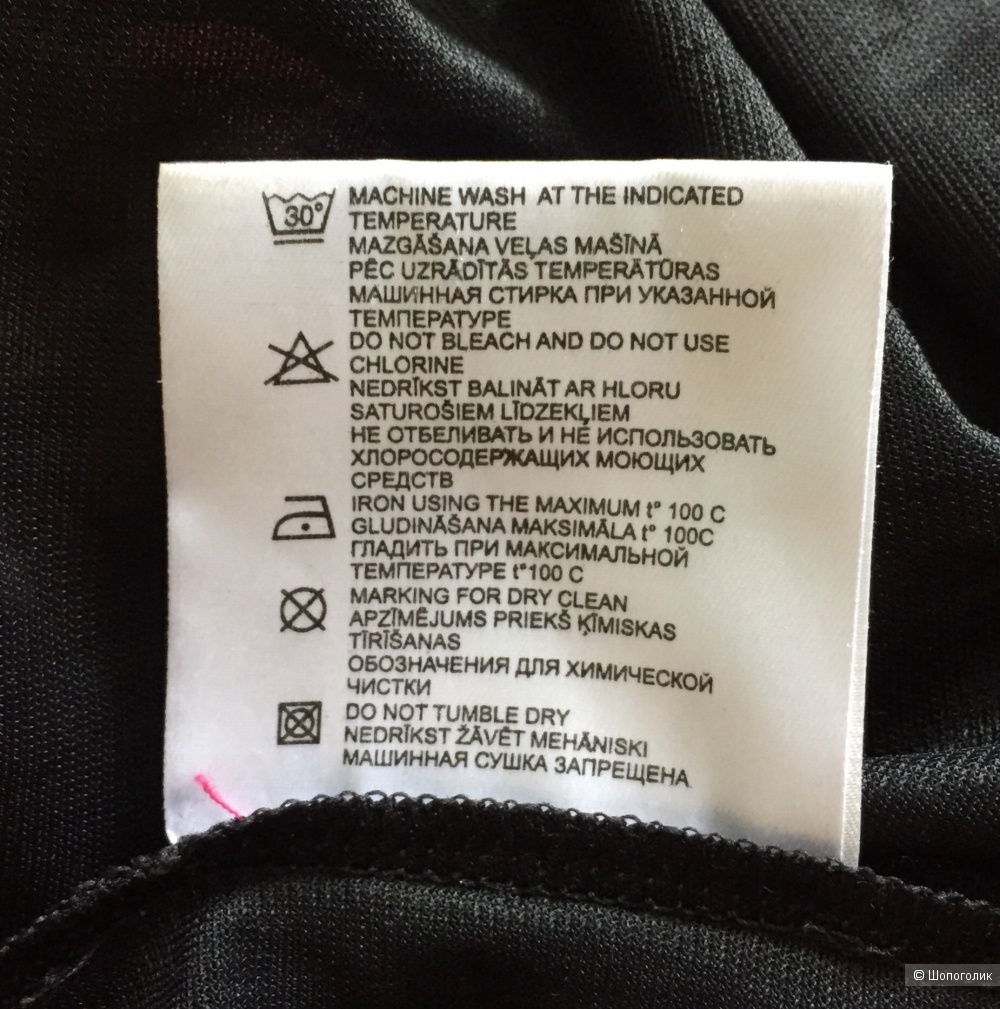 30°
MACHINE WASH AT THE INDICATED
TEMPERATURE
MAZGĀŠANA VEĻAS MAŠĪNĀ
PĒC UZRĀDĪTĀS TEMPERĀTŪRAS
МАШИННАЯ СТИРКА ПРИ УКАЗАННОЙ
ТЕМПЕРАТУРЕ
DO NOT BLEACH AND DO NOT USE
CHLORINE
NEDRĪKST BALINĀT AR HLORU
SATUROŠIEM LĪDZEKĻIEM
НЕ ОТБЕЛИВАТЬ И НЕ ИСПОЛЬЗОВАТЬ
ХЛОРОСОДЕРЖАЩИХ МОЮЩИХ
СРЕДСТВ
IRON USING THE MAXIMUM t° 100 C
GLUDINĀŠANA MAKSIMĀLA t° 100C
ГЛАДИТЬ ПРИ МАКСИМАЛЬНОЙ
ТЕМПЕРАТУРЕ t°100 C
MARKING FOR DRY CLEAN
APZĪMĒJUMS PRIEKŠ ĶĪMISKAS
TĪRĪŠANAS
ОБОЗНАЧЕНИЯ ДЛЯ ХИМИЧЕСКОЙ
ЧИСТКИ
DO NOT TUMBLE DRY
NEDRĪKST ŽĀVĒT MEHĀNISKI
МАШИННАЯ СУШКА ЗАПРЕЩЕНА
© Шопоголик